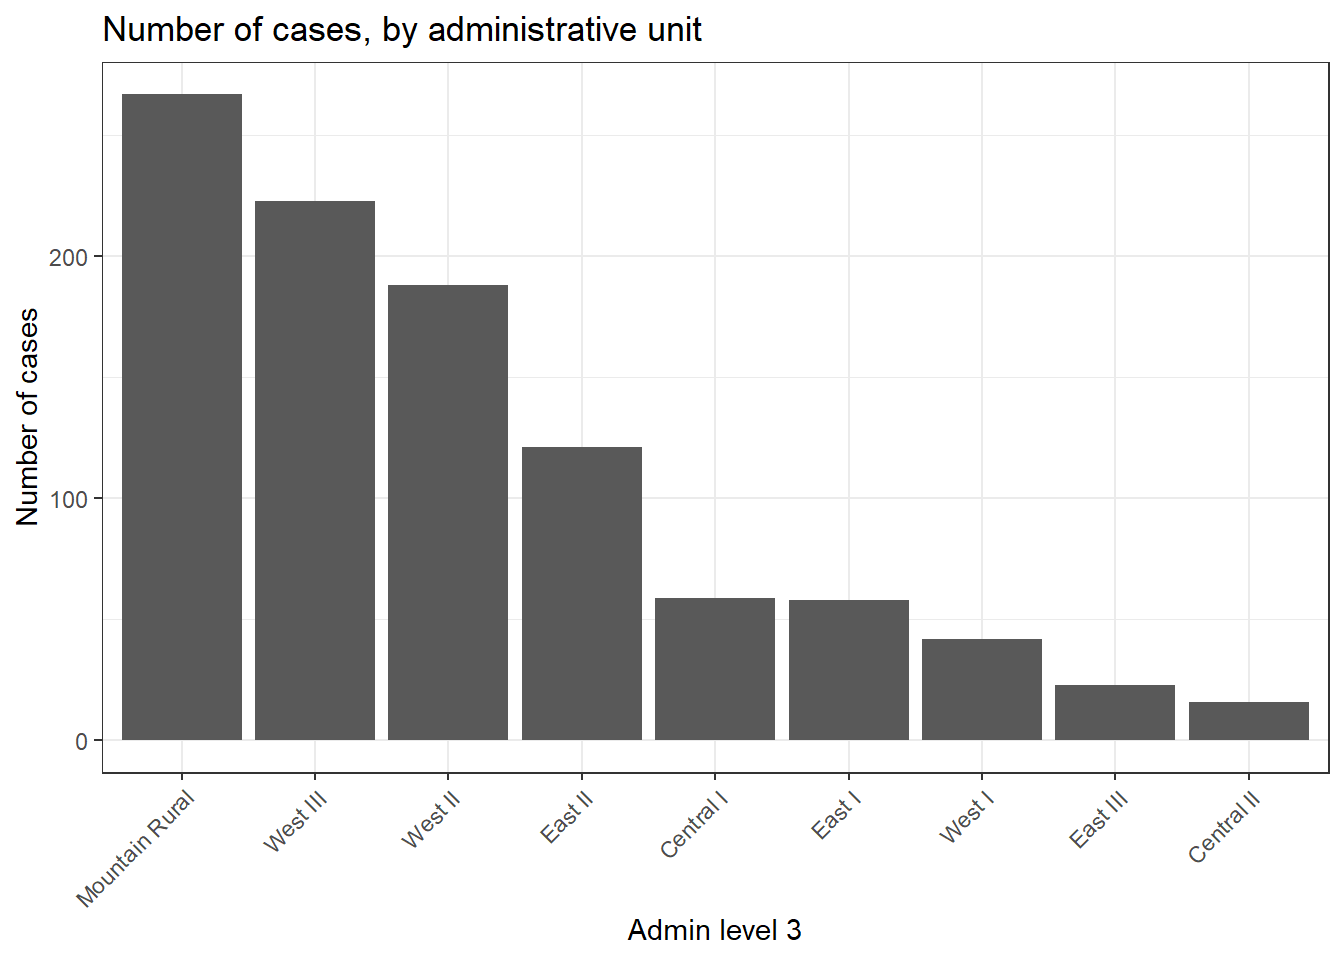 Number of cases, by administrative unit
Number of cases
200
100
0
Mountain Rural
West III
West II
East II
Central I
East I
West I
East III
Central II
Admin level 3